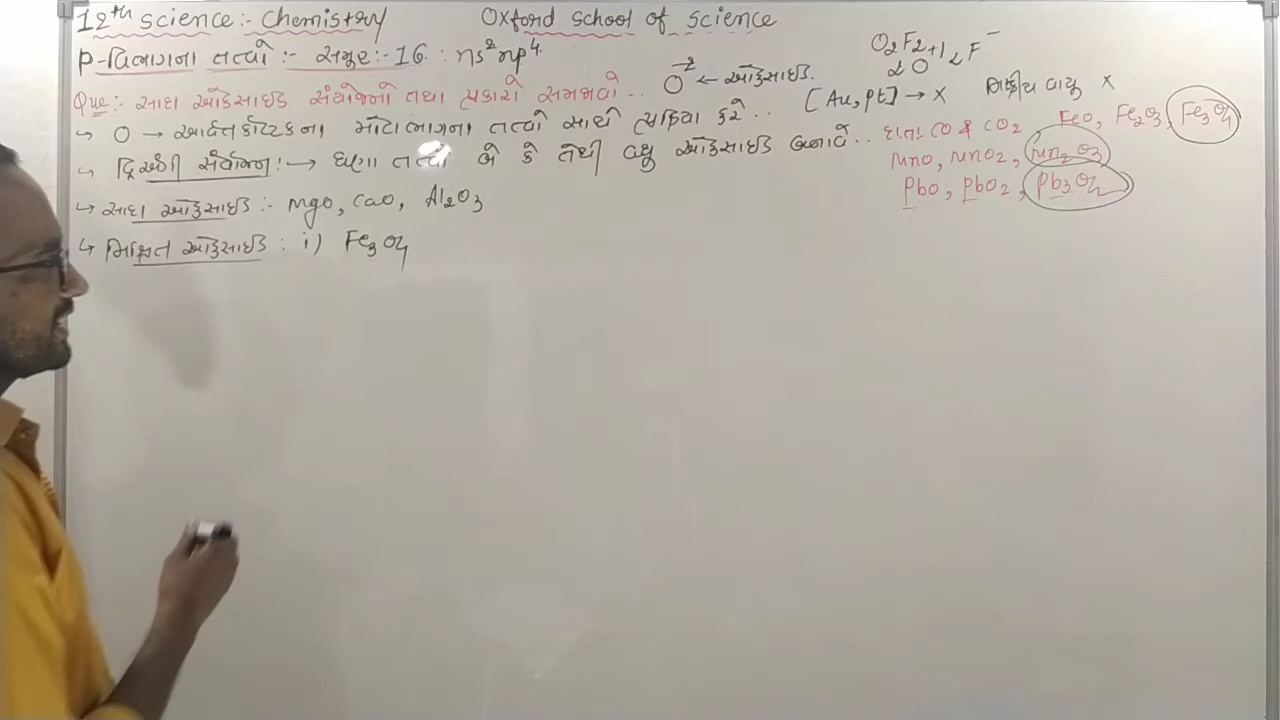 12th science:- Chemistry Oxford school of science
P-વિભાગના તત્વો :- સમૂહ:- 16 : ns² np⁴
O₂F₂ +1, 2F⁻
2O
Que:- સાદા ઓક્સાઇડ સંયોજનો તથા પ્રકારો સમજાવો.. O⁻² ← ઓક્સાઇડ. [Au, Pt] → X નિષ્ક્રીય વાયુ X
↳ O → આવર્ત કોષ્ટકના મોટાભાગના તત્વો સાથે પ્રક્રિયા કરે.. દા.ત: CO & CO₂ FeO, Fe₂O₃, Fe₃O₄
↳ દ્વિઅંગી સંયોજન :→ ઘણા તત્વો બે કે તેથી વધુ ઓક્સાઇડ બનાવે.. MnO, MnO₂, Mn₂O₃
PbO, PbO₂, Pb₃O₄
↳ સાદા ઓક્સાઇડ :- MgO, CaO, Al₂O₃
↳ મિશ્રિત ઓક્સાઇડ : i) Fe₃O₄